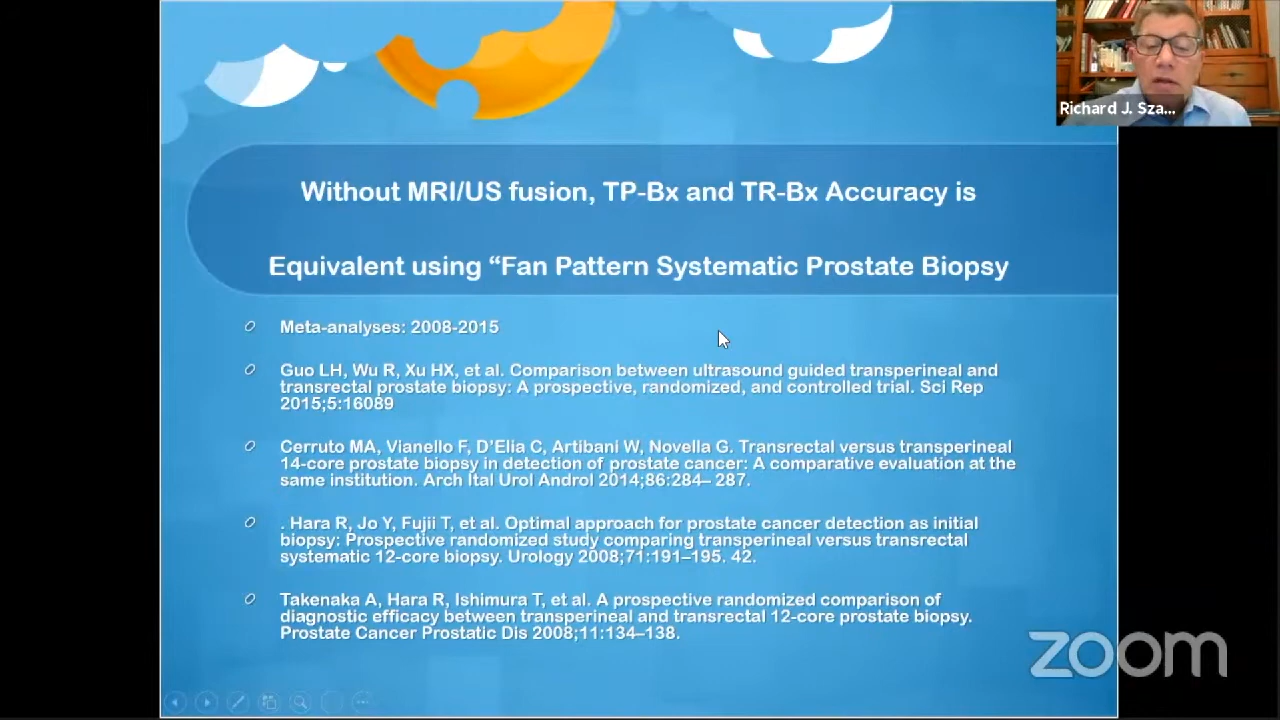 Richard J. Sza...
Without MRI/US fusion, TP-Bx and TR-Bx Accuracy is
Equivalent using “Fan Pattern Systematic Prostate Biopsy
Meta-analyses: 2008-2015
Guo LH, Wu R, Xu HX, et al. Comparison between ultrasound guided transperineal and
transrectal prostate biopsy: A prospective, randomized, and controlled trial. Sci Rep
2015;5:16089
Cerruto MA, Vianello F, D’Elia C, Artibani W, Novella G. Transrectal versus transperineal
14-core prostate biopsy in detection of prostate cancer: A comparative evaluation at the
same institution. Arch Ital Urol Androl 2014;86:284– 287.
. Hara R, Jo Y, Fujii T, et al. Optimal approach for prostate cancer detection as initial
biopsy: Prospective randomized study comparing transperineal versus transrectal
systematic 12-core biopsy. Urology 2008;71:191–195. 42.
Takenaka A, Hara R, Ishimura T, et al. A prospective randomized comparison of
diagnostic efficacy between transperineal and transrectal 12-core prostate biopsy.
Prostate Cancer Prostatic Dis 2008;11:134–138.
zoom